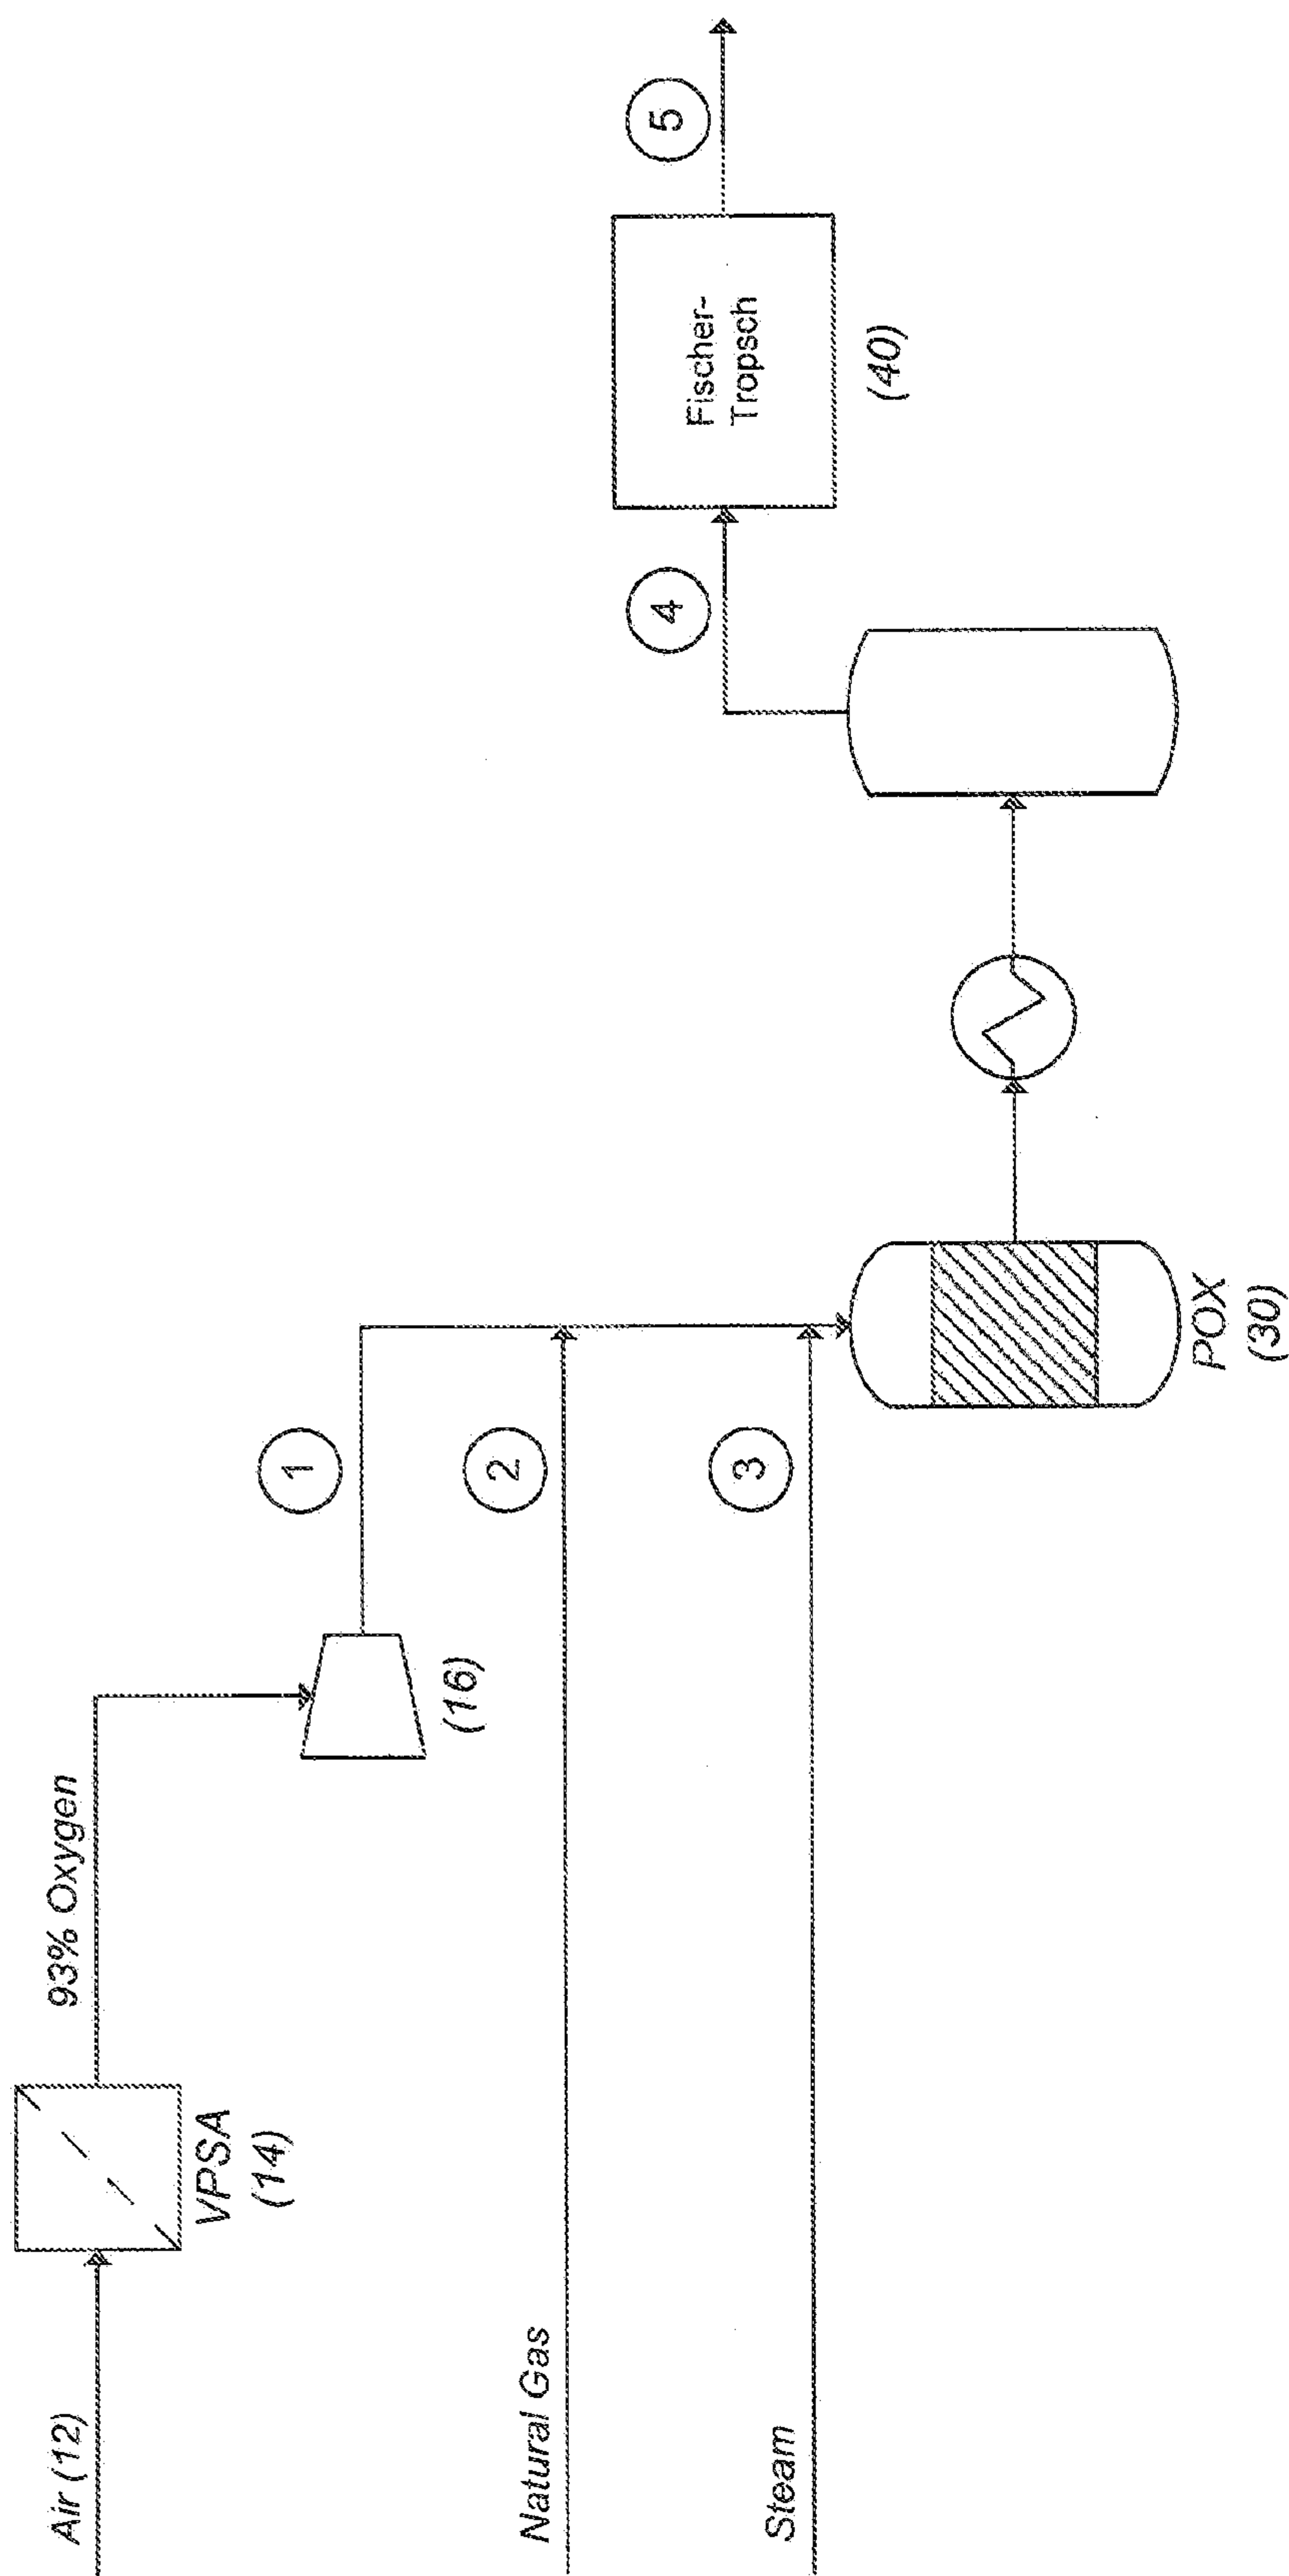 Air (12)
VPSA
(14)
93% Oxygen
(16)
1
Natural Gas
2
Steam
3
POX
(30)
4
Fischer-
Tropsch
(40)
5